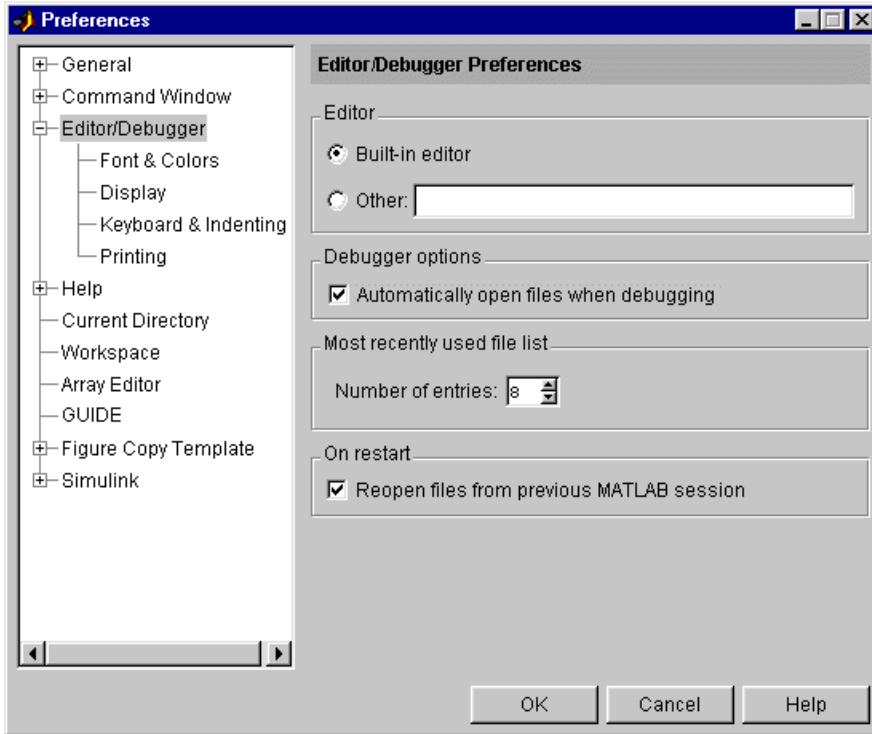 Preferences
General
Command Window
Editor/Debugger
Font & Colors
Display
Keyboard & Indenting
Printing
Help
Current Directory
Workspace
Array Editor
GUIDE
Figure Copy Template
Simulink
Editor/Debugger Preferences
Editor
Built-in editor
Other:
Debugger options
Automatically open files when debugging
Most recently used file list
Number of entries: 8
On restart
Reopen files from previous MATLAB session
OK Cancel Help